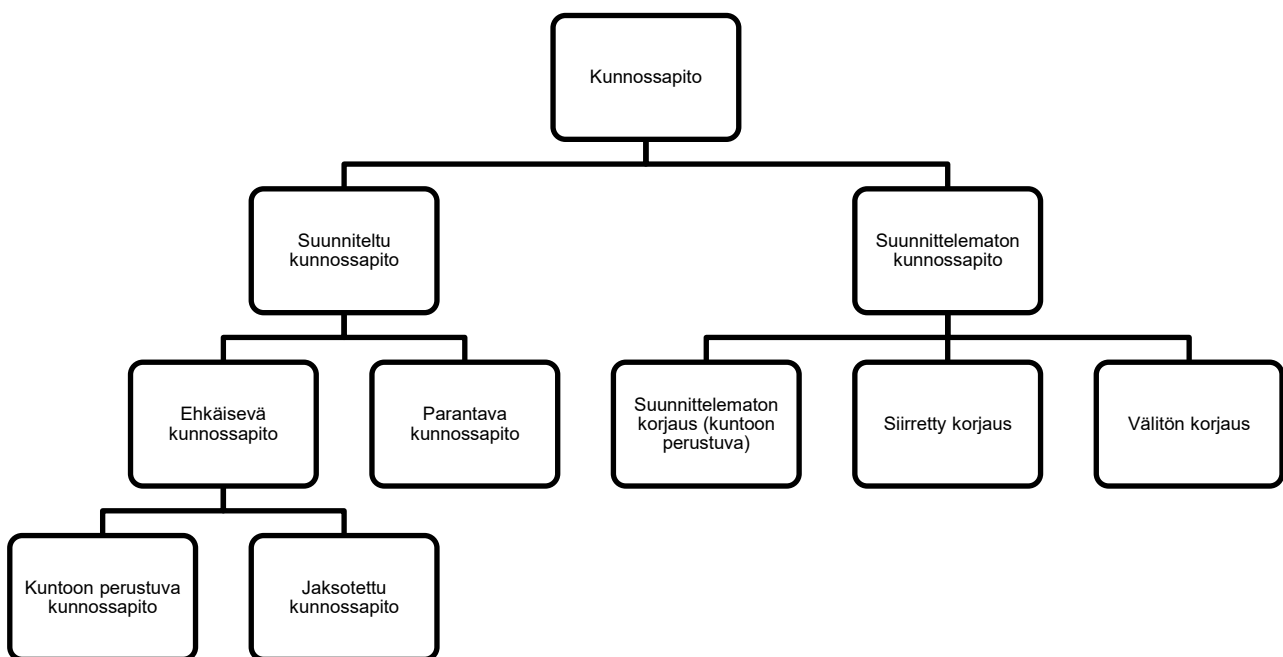 Kunnossapito
Suunniteltu
kunnossapito
Suunnittelematon
kunnossapito
Ehkäisevä
kunnossapito
Parantava
kunnossapito
Suunnittelematon
korjaus (kuntoon
perustuva)
Siirretty korjaus
Välitön korjaus
Kuntoon perustuva
kunnossapito
Jaksotettu
kunnossapito